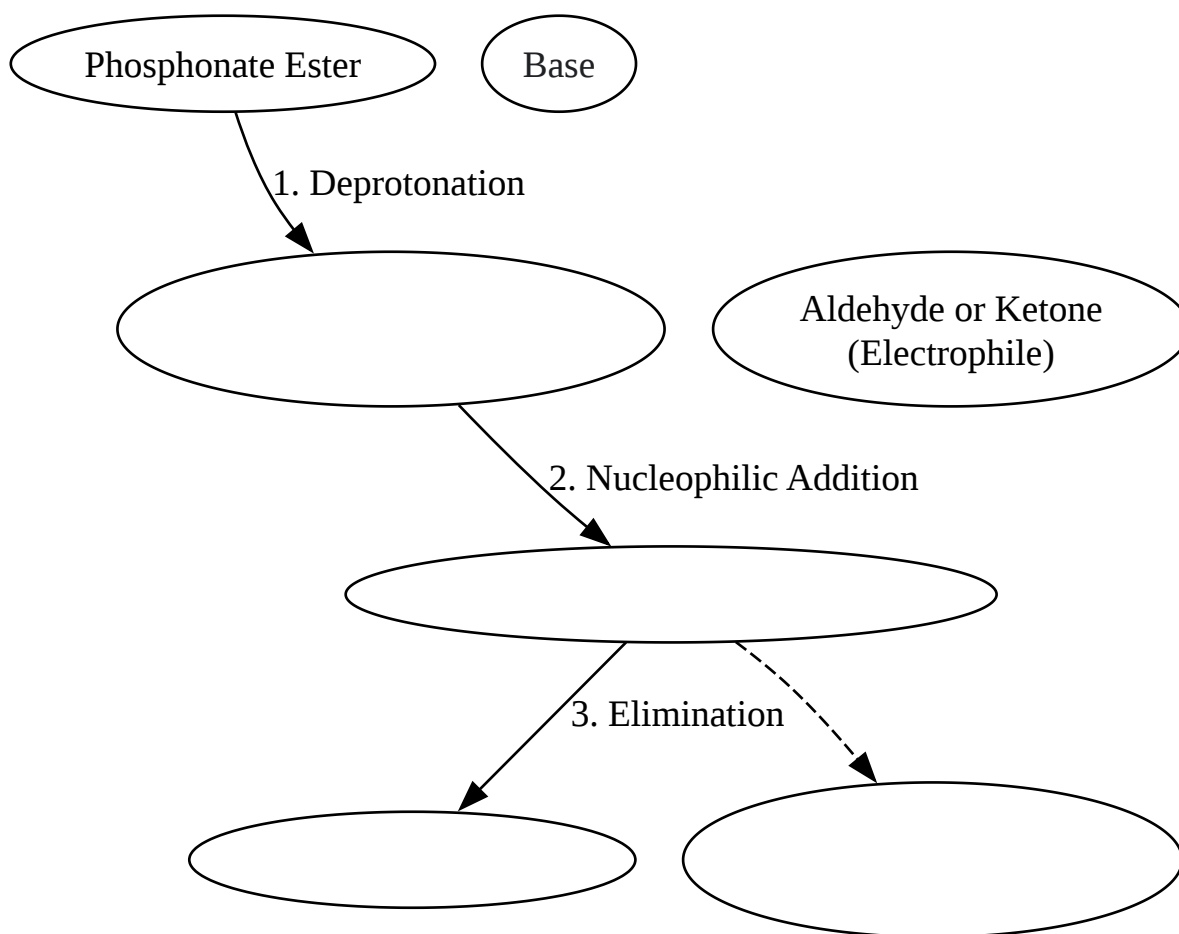 Phosphonate Ester
Base
1. Deprotonation
Aldehyde or Ketone
(Electrophile)
2. Nucleophilic Addition
3. Elimination